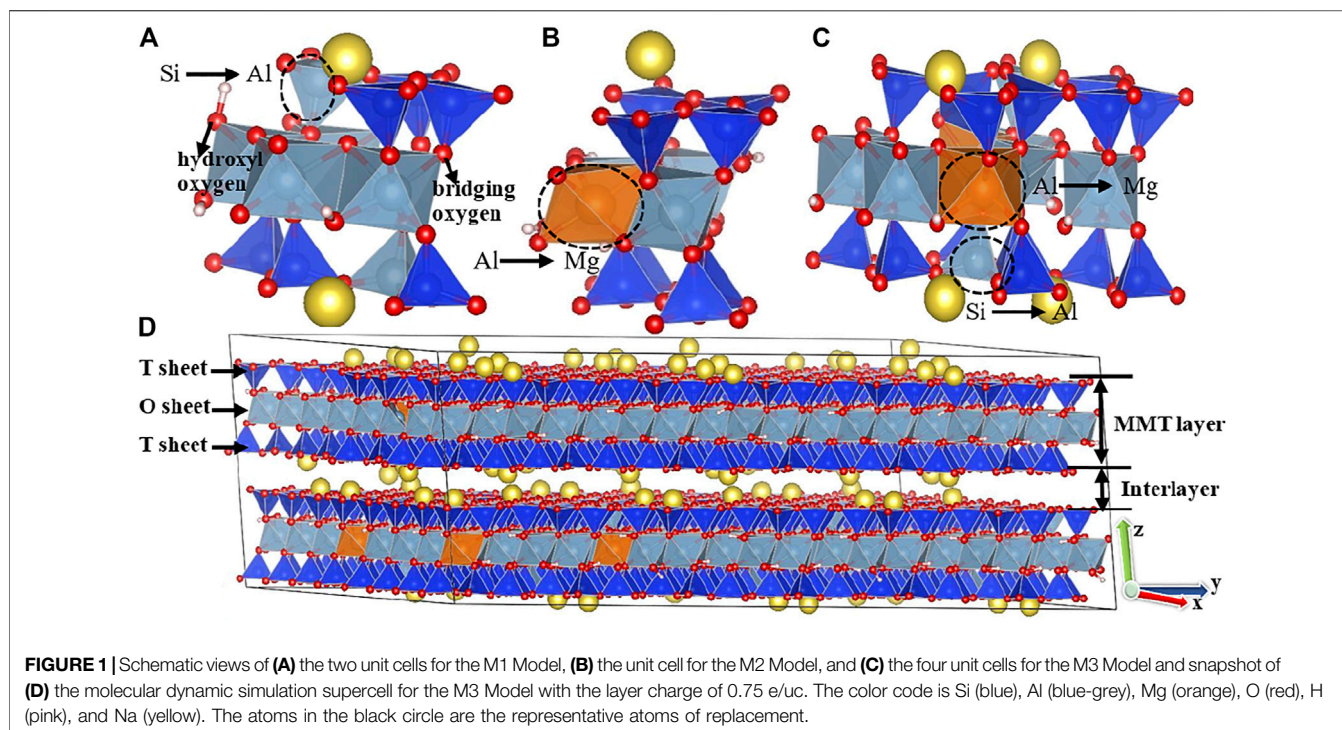 A
B
C
Si → Al
hydroxyl
oxygen
bridging
oxygen
Al → Mg
Al → Mg
Si → Al
D
T sheet
O sheet
T sheet
MMT layer
Interlayer
z
y
x
FIGURE 1 | Schematic views of (A) the two unit cells for the M1 Model, (B) the unit cell for the M2 Model, and (C) the four unit cells for the M3 Model and snapshot of
(D) the molecular dynamic simulation supercell for the M3 Model with the layer charge of 0.75 e/uc. The color code is Si (blue), Al (blue-grey), Mg (orange), O (red), H
(pink), and Na (yellow). The atoms in the black circle are the representative atoms of replacement.